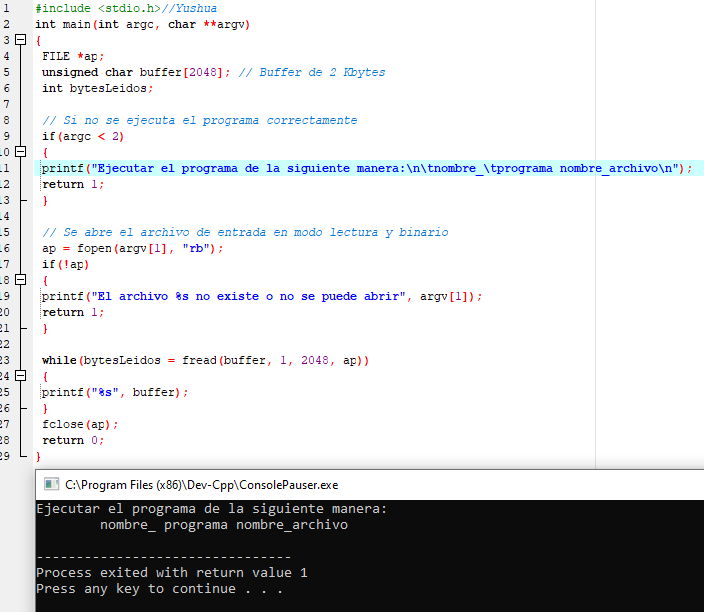 1 #include <stdio.h>//Yushua
2 int main(int argc, char **argv)
3 {
4 FILE *ap;
5 unsigned char buffer[2048]; // Buffer de 2 Kbytes
6 int bytesLeidos;
7
8 // Si no se ejecuta el programa correctamente
9 if(argc < 2)
10 {
11 printf("Ejecutar el programa de la siguiente manera:\n\tnombre_\tprograma nombre_archivo\n");
12 return 1;
13 }
14
15 // Se abre el archivo de entrada en modo lectura y binario
16 ap = fopen(argv[1], "rb");
17 if(!ap)
18 {
19 printf("El archivo %s no existe o no se puede abrir", argv[1]);
20 return 1;
21 }
22
23 while(bytesLeidos = fread(buffer, 1, 2048, ap))
24 {
25 printf("%s", buffer);
26 }
27 fclose(ap);
28 return 0;
29 }
C:\Program Files (x86)\Dev-Cpp\ConsolePauser.exe
Ejecutar el programa de la siguiente manera:
nombre_ programa nombre_archivo
--------------------------------
Process exited with return value 1
Press any key to continue . . .